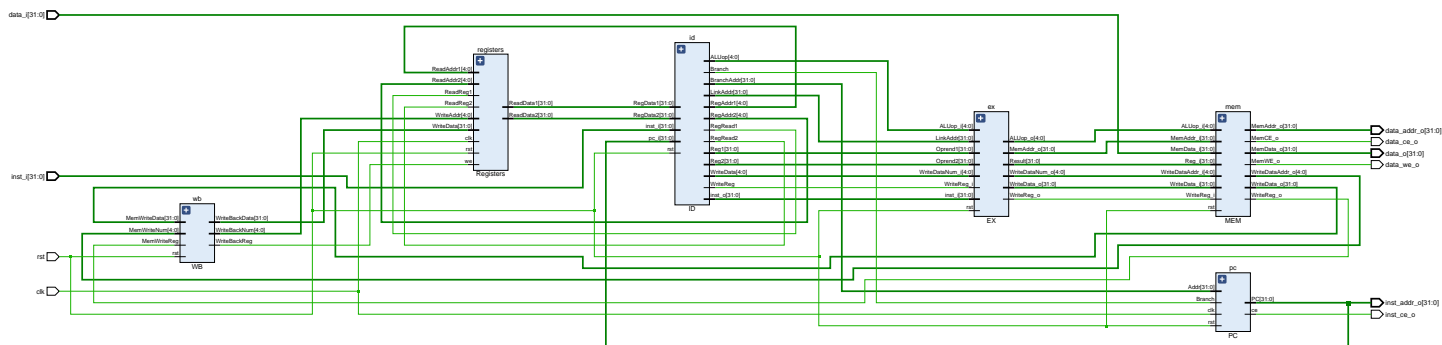 data_i[31:0]
inst_i[31:0]
rst
clk
wb
MemWriteData[31:0]
MemWriteNum[4:0]
MemWriteReg
rst
WriteBackData[31:0]
WriteBackNum[4:0]
WriteBackReg
WB
registers
ReadAddr1[4:0]
ReadAddr2[4:0]
ReadReg1
ReadReg2
WriteAddr[4:0]
WriteData[31:0]
clk
rst
we
ReadData1[31:0]
ReadData2[31:0]
Registers
id
RegData1[31:0]
RegData2[31:0]
inst_i[31:0]
pc_i[31:0]
rst
ALUop[4:0]
Branch
BranchAddr[31:0]
LinkAddr[31:0]
RegAddr1[4:0]
RegAddr2[4:0]
RegRead1
RegRead2
Reg1[31:0]
Reg2[31:0]
WriteData[4:0]
WriteReg
inst_o[31:0]
ID
ex
ALUop_i[4:0]
LinkAddr[31:0]
Oprend1[31:0]
Oprend2[31:0]
WriteDataNum_i[4:0]
WriteReg_i
inst_i[31:0]
rst
ALUop_o[4:0]
MemAddr_o[31:0]
Result[31:0]
WriteDataNum_o[4:0]
WriteData_o[31:0]
WriteReg_o
EX
mem
ALUop_i[4:0]
MemAddr_i[31:0]
MemData_i[31:0]
Reg_i[31:0]
WriteDataAddr_i[4:0]
WriteData_i[31:0]
WriteReg_i
rst
MemAddr_o[31:0]
MemCE_o
MemData_o[31:0]
MemWE_o
WriteDataAddr_o[4:0]
WriteData_o[31:0]
WriteReg_o
MEM
pc
Addr[31:0]
Branch
clk
rst
PC[31:0]
ce
PC
data_addr_o[31:0]
data_ce_o
data_o[31:0]
data_we_o
inst_addr_o[31:0]
inst_ce_o